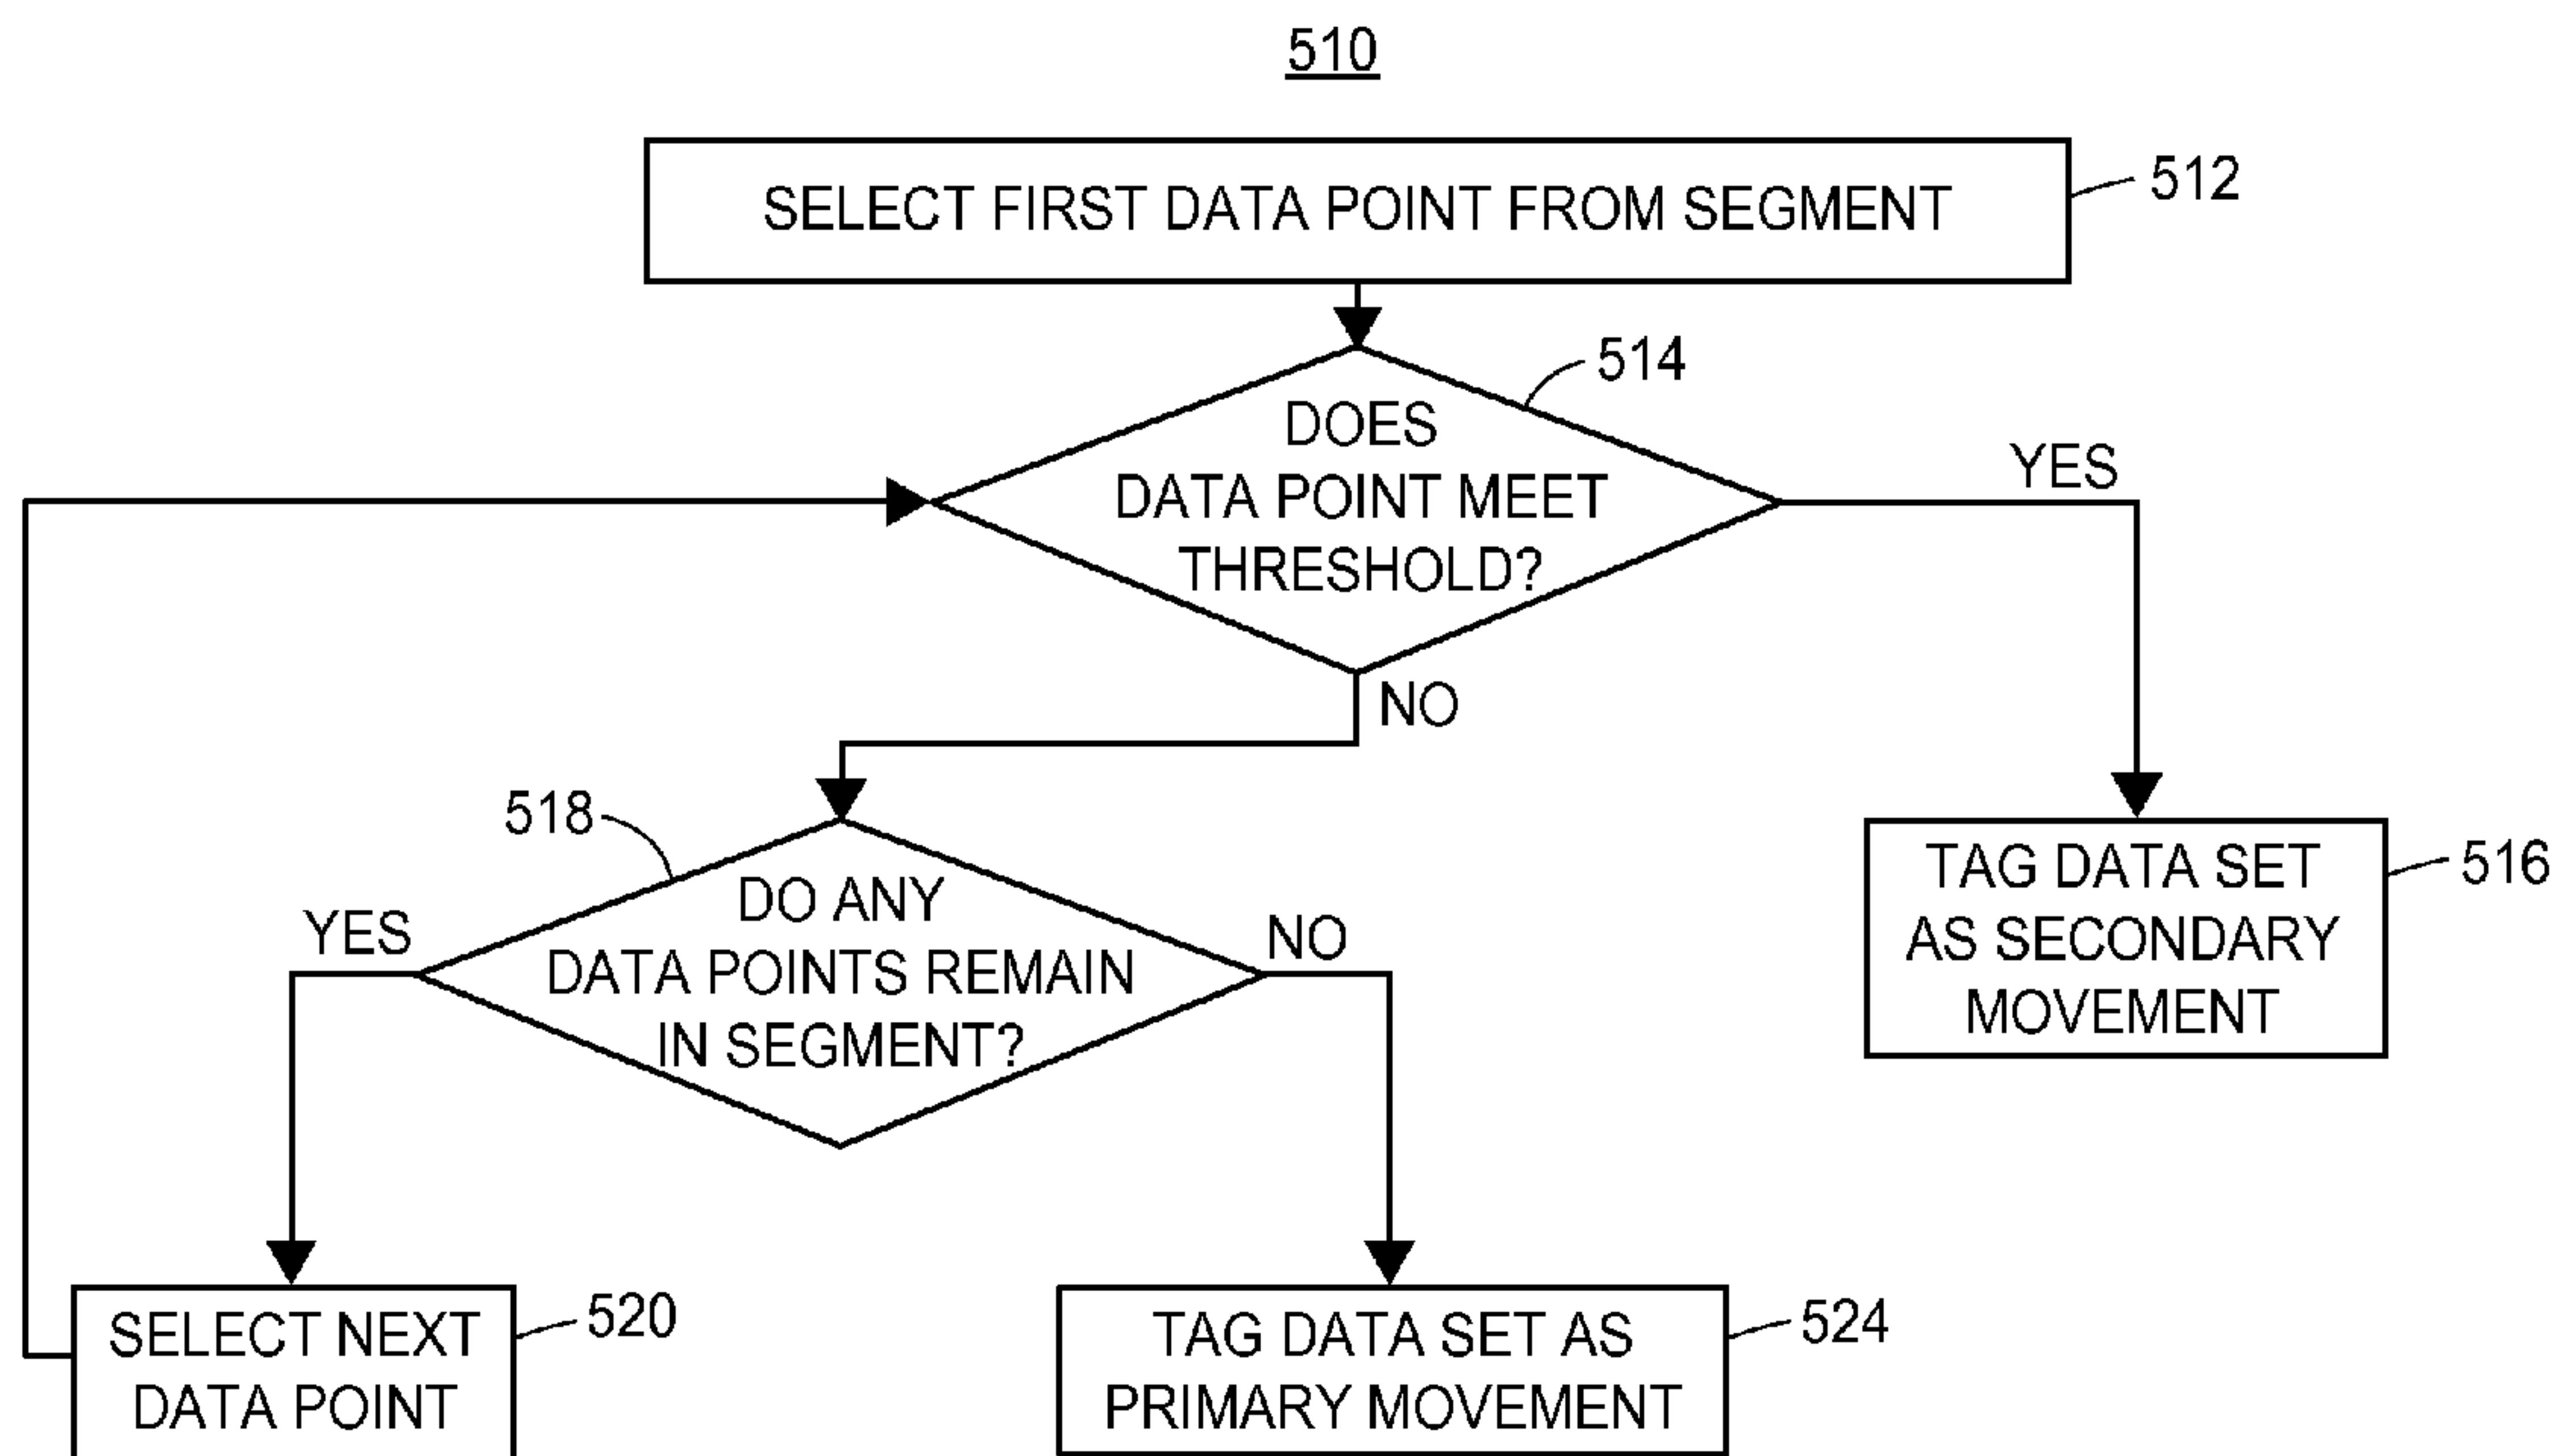 510
SELECT FIRST DATA POINT FROM SEGMENT
512
514
DOES
DATA POINT MEET
THRESHOLD?
YES
NO
518
DO ANY
DATA POINTS REMAIN
IN SEGMENT?
YES
NO
TAG DATA SET
AS SECONDARY
MOVEMENT
516
SELECT NEXT
DATA POINT
520
TAG DATA SET AS
PRIMARY MOVEMENT
524